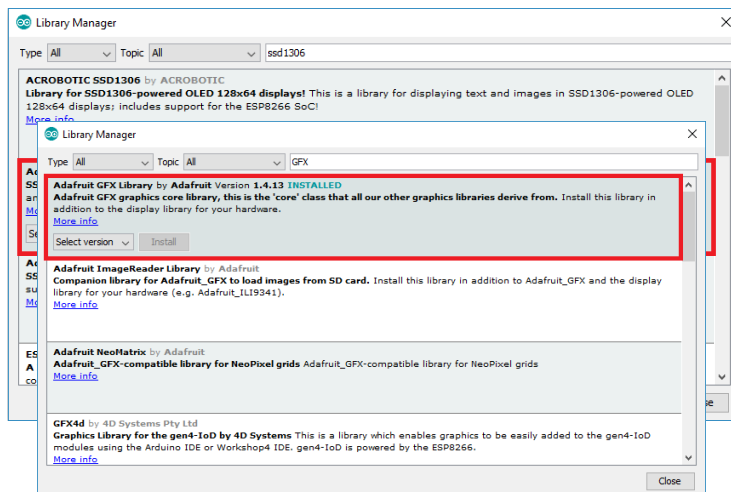 Library Manager
Type All Topic All ssd1306
ACROBOTIC SSD1306 by ACROBOTIC
Library for SSD1306-powered OLED 128x64 displays! This is a library for displaying text and images in SSD1306-powered OLED
128x64 displays; includes support for the ESP8266 SoC!
More info
Library Manager
Type All Topic All GFX
Adafruit GFX Library by Adafruit Version 1.4.13 INSTALLED
Adafruit GFX graphics core library, this is the 'core' class that all our other graphics libraries derive from. Install this library in
addition to the display library for your hardware.
More info
Select version Install
Adafruit ImageReader Library by Adafruit
Companion library for Adafruit_GFX to load images from SD card. Install this library in addition to Adafruit_GFX and the display
library for your hardware (e.g. Adafruit_ILI9341).
More info
Adafruit NeoMatrix by Adafruit
Adafruit_GFX-compatible library for NeoPixel grids Adafruit_GFX-compatible library for NeoPixel grids
More info
GFX4d by 4D Systems Pty Ltd
Graphics Library for the gen4-IoD by 4D Systems This is a library which enables graphics to be easily added to the gen4-IoD
modules using the Arduino IDE or Workshop4 IDE. gen4-IoD is powered by the ESP8266.
More info
Close